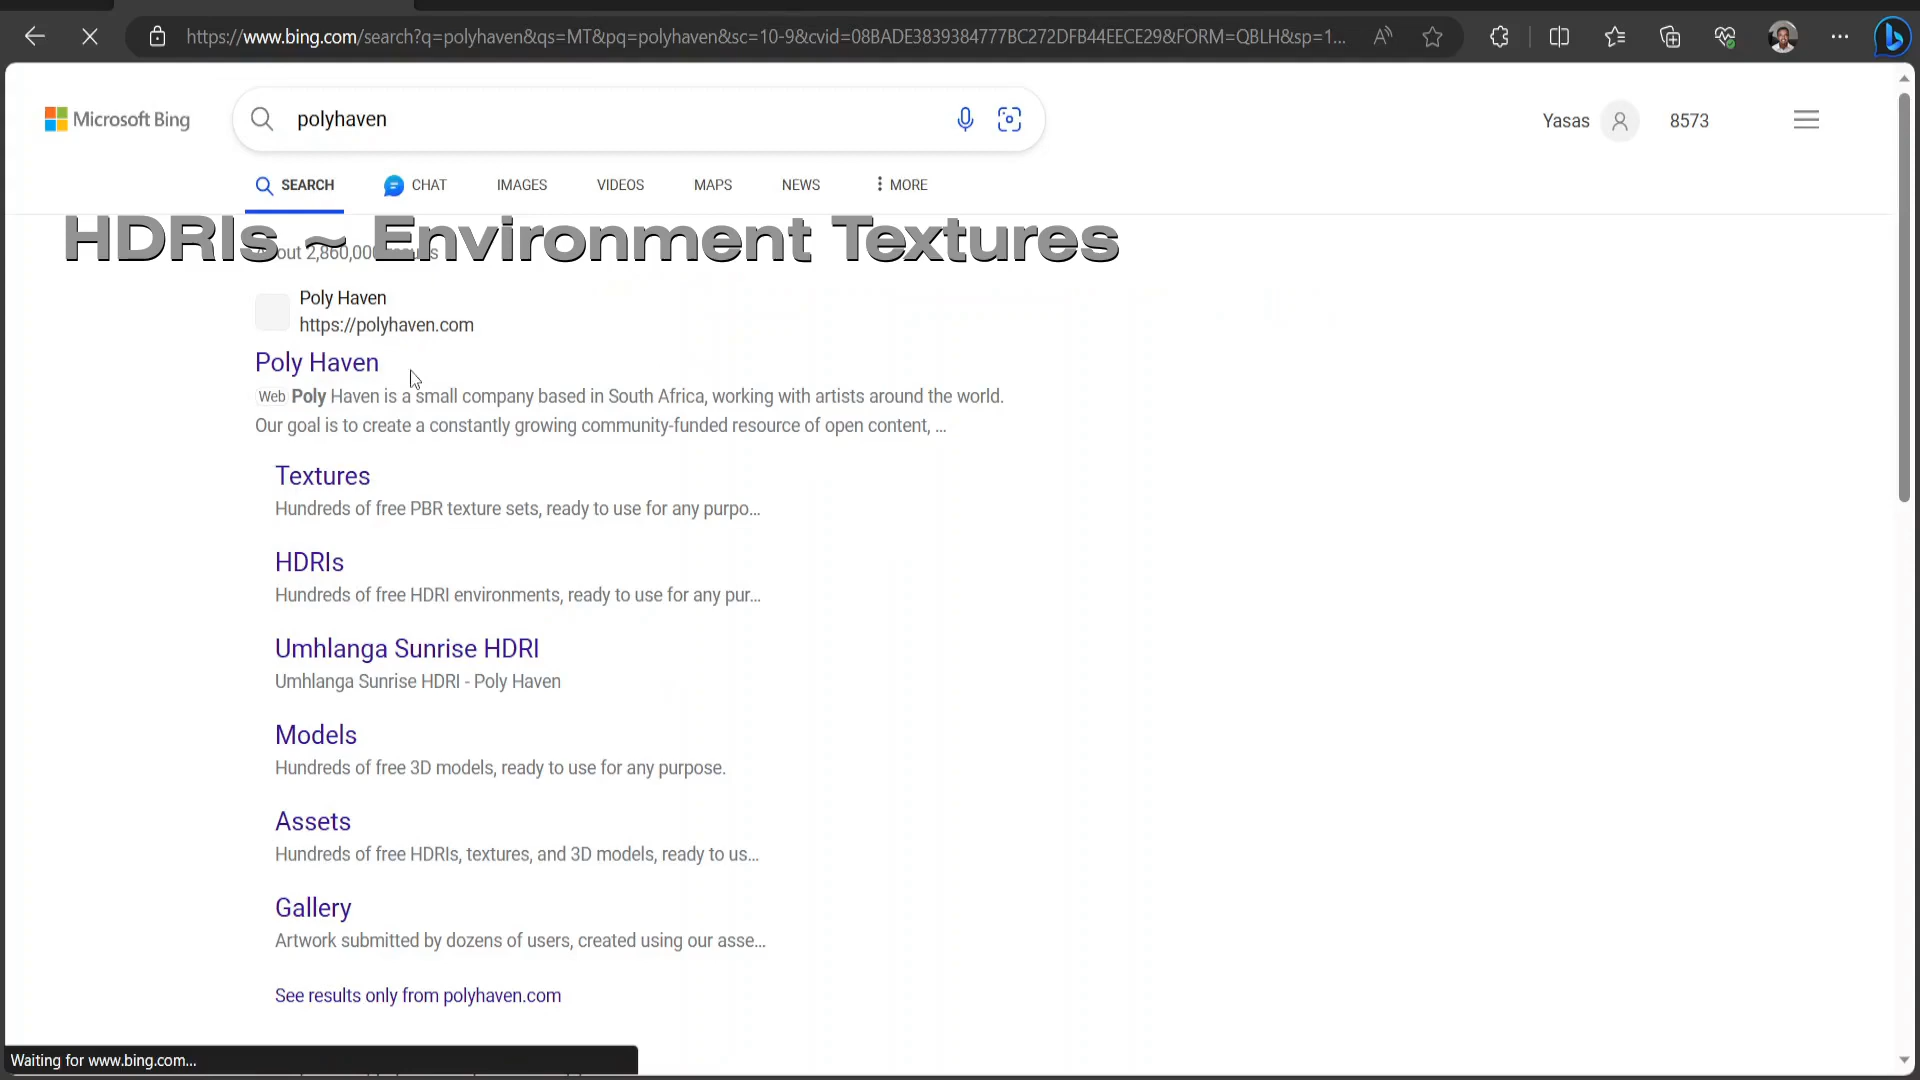 https://www.bing.com/search?q=polyhaven&qs=MT&pq=polyhaven&sc=10-9&cvid=08BADE3839384777BC272DFB44EECE29&FORM=QBLH&sp=1...
Microsoft Bing
polyhaven
Yasas
8573
SEARCH
CHAT
IMAGES
VIDEOS
MAPS
NEWS
MORE
HDRIs ~ Environment Textures
Poly Haven
https://polyhaven.com
Poly Haven
Web Poly Haven is a small company based in South Africa, working with artists around the world.
Our goal is to create a constantly growing community-funded resource of open content, ...
Textures
Hundreds of free PBR texture sets, ready to use for any purpo...
HDRIs
Hundreds of free HDRI environments, ready to use for any pur...
Umhlanga Sunrise HDRI
Umhlanga Sunrise HDRI - Poly Haven
Models
Hundreds of free 3D models, ready to use for any purpose.
Assets
Hundreds of free HDRIs, textures, and 3D models, ready to us...
Gallery
Artwork submitted by dozens of users, created using our asse...
See results only from polyhaven.com
Waiting for www.bing.com...